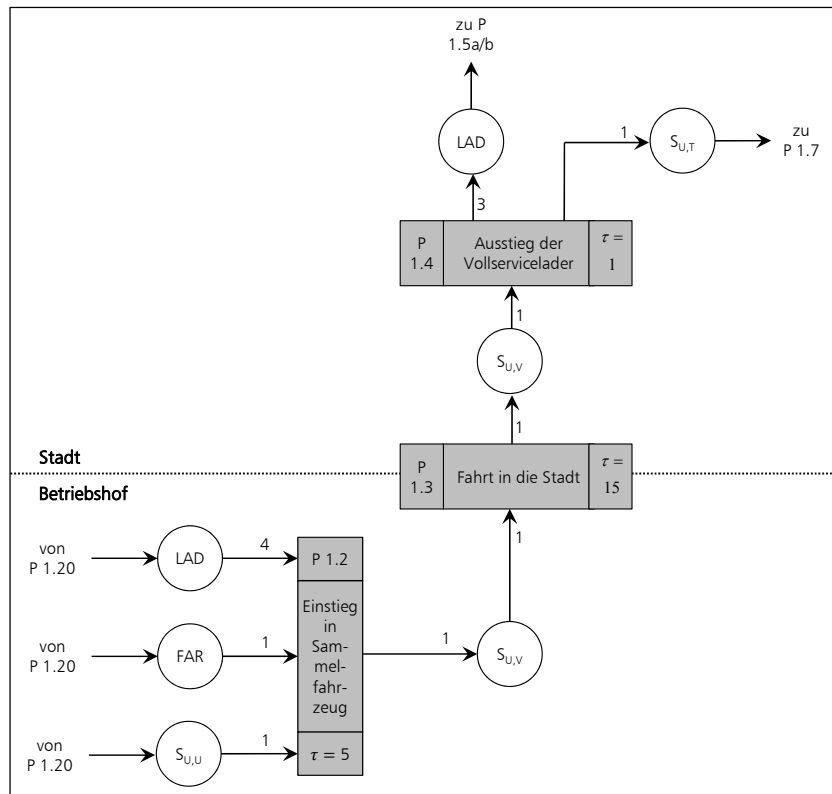 zu P
1.5a/b
LAD
1
S_U,T
zu
P 1.7
3
P
1.4
Ausstieg der
Vollservicelader
τ =
1
1
S_U,V
1
Stadt
P
1.3
Fahrt in die Stadt
τ =
15
Betriebshof
1
von
P 1.20
LAD
4
P 1.2
Einstieg
in
Sam-
mel-
fahr-
zeug
von
P 1.20
FAR
1
1
S_U,V
von
P 1.20
S_U,U
1
τ = 5